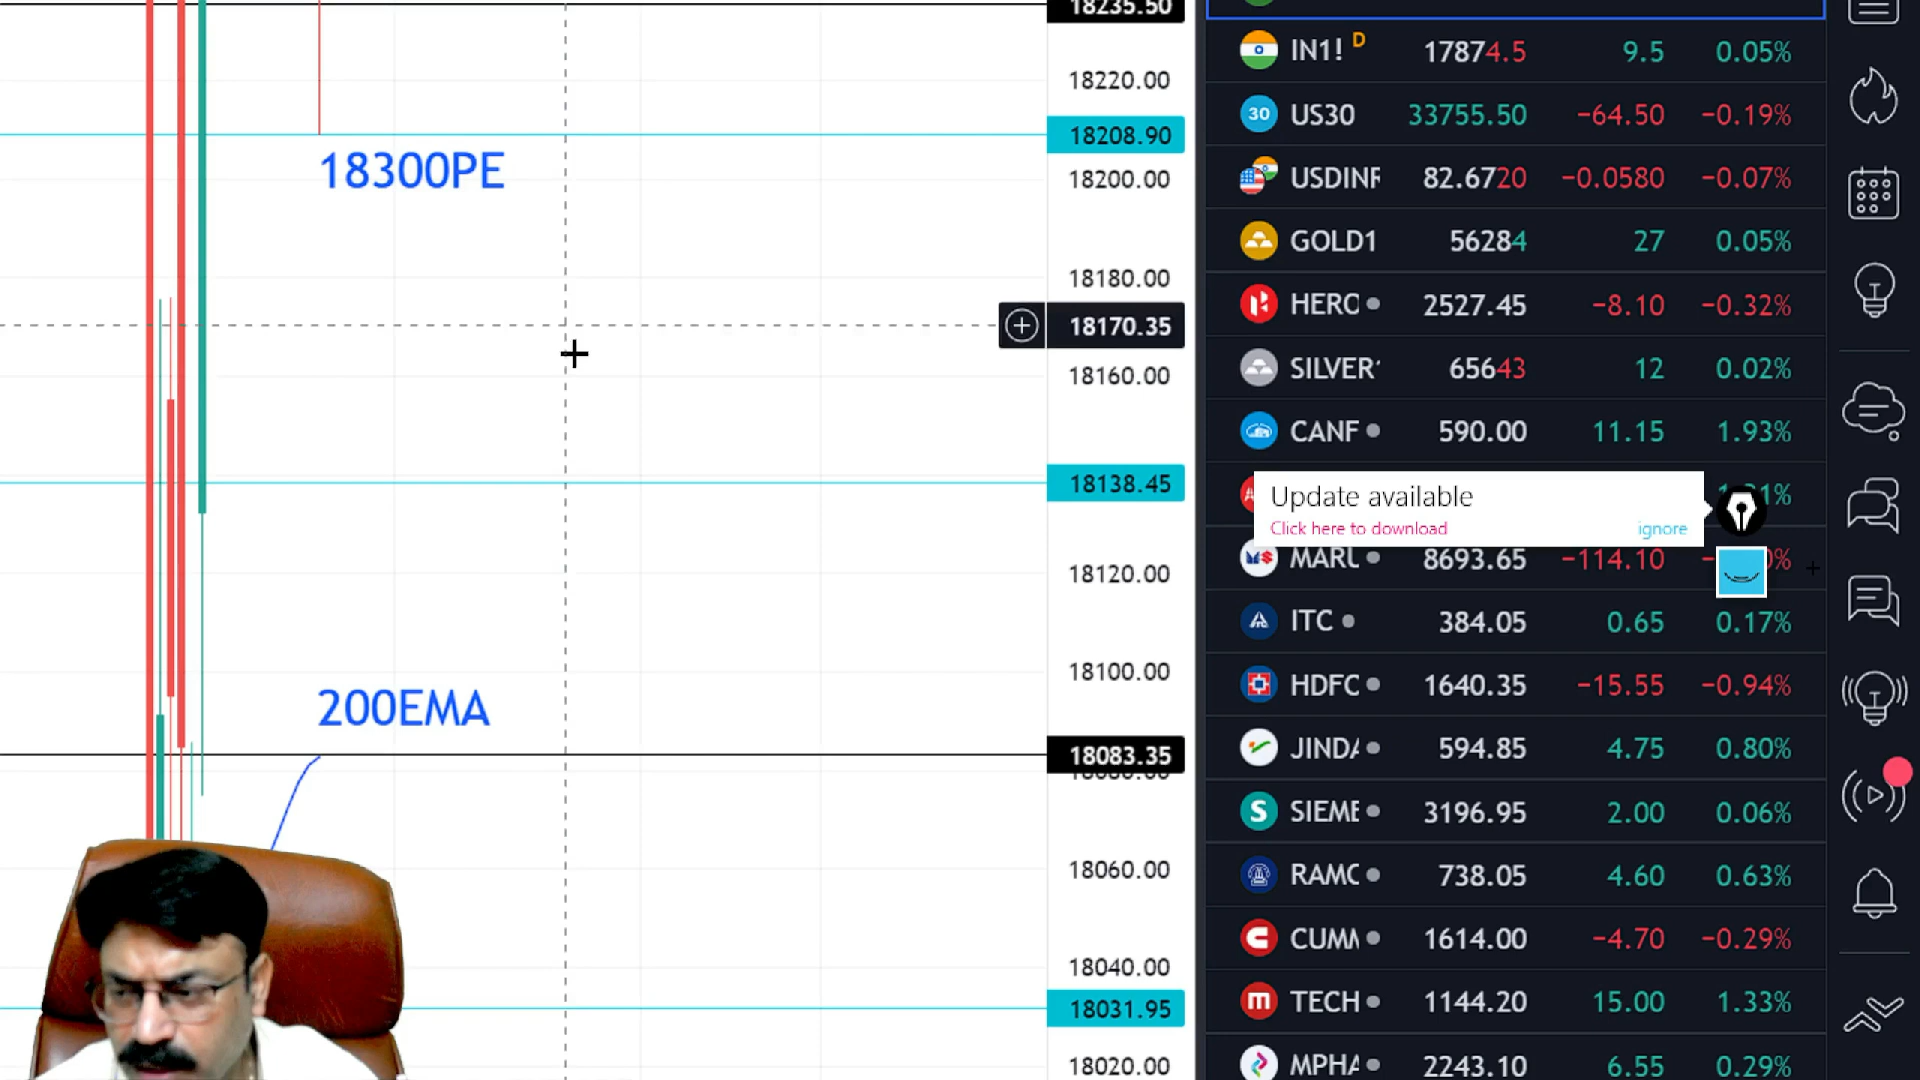 18235.50
18220.00
18208.90
18300PE
18200.00
18180.00
18170.35
18160.00
18138.45
18120.00
18100.00
200EMA
18083.35
18060.00
18040.00
18031.95
18020.00
IN1! D 17874.5 9.5 0.05%
30 US30 33755.50 −64.50 −0.19%
USDINR 82.6720 −0.0580 −0.07%
GOLD1 56284 27 0.05%
HERO 2527.45 −8.10 −0.32%
SILVER 65643 12 0.02%
CANF 590.00 11.15 1.93%
Update available
Click here to download ignore
MARU 8693.65 −114.10
ITC 384.05 0.65 0.17%
HDFC 1640.35 −15.55 −0.94%
JINDA 594.85 4.75 0.80%
S SIEME 3196.95 2.00 0.06%
RAMC 738.05 4.60 0.63%
CUMM 1614.00 −4.70 −0.29%
m TECH 1144.20 15.00 1.33%
MPHA 2243.10 6.55 0.29%